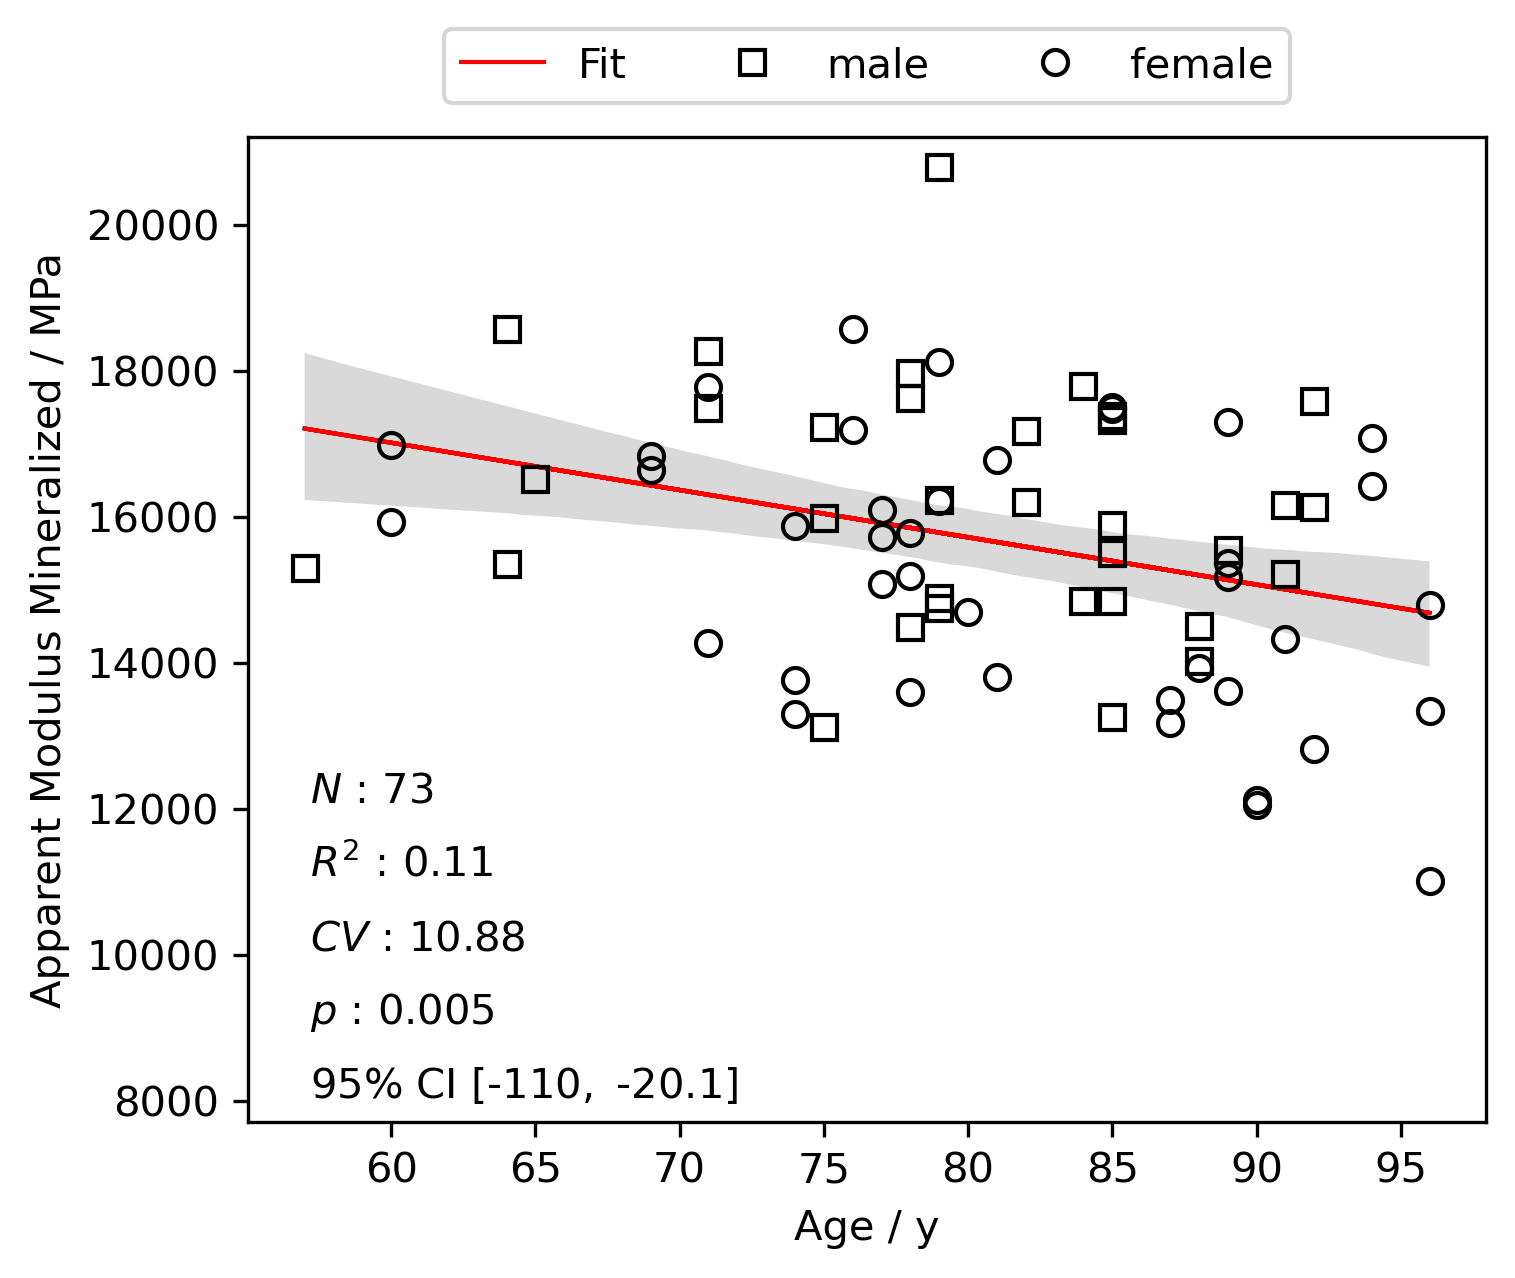 Fit male female
Apparent Modulus Mineralized / MPa
20000
18000
16000
14000
12000
10000
8000
N : 73
R² : 0.11
CV : 10.88
p : 0.005
95% CI [-110, -20.1]
60 65 70 75 80 85 90 95
Age / y